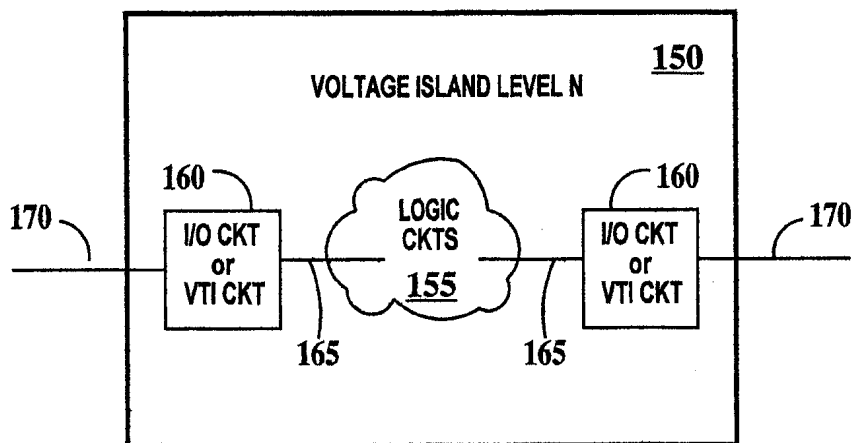 150
VOLTAGE ISLAND LEVEL N
160
160
170
170
I/O CKT
or
VTI CKT
LOGIC
CKTS
155
I/O CKT
or
VTI CKT
165
165